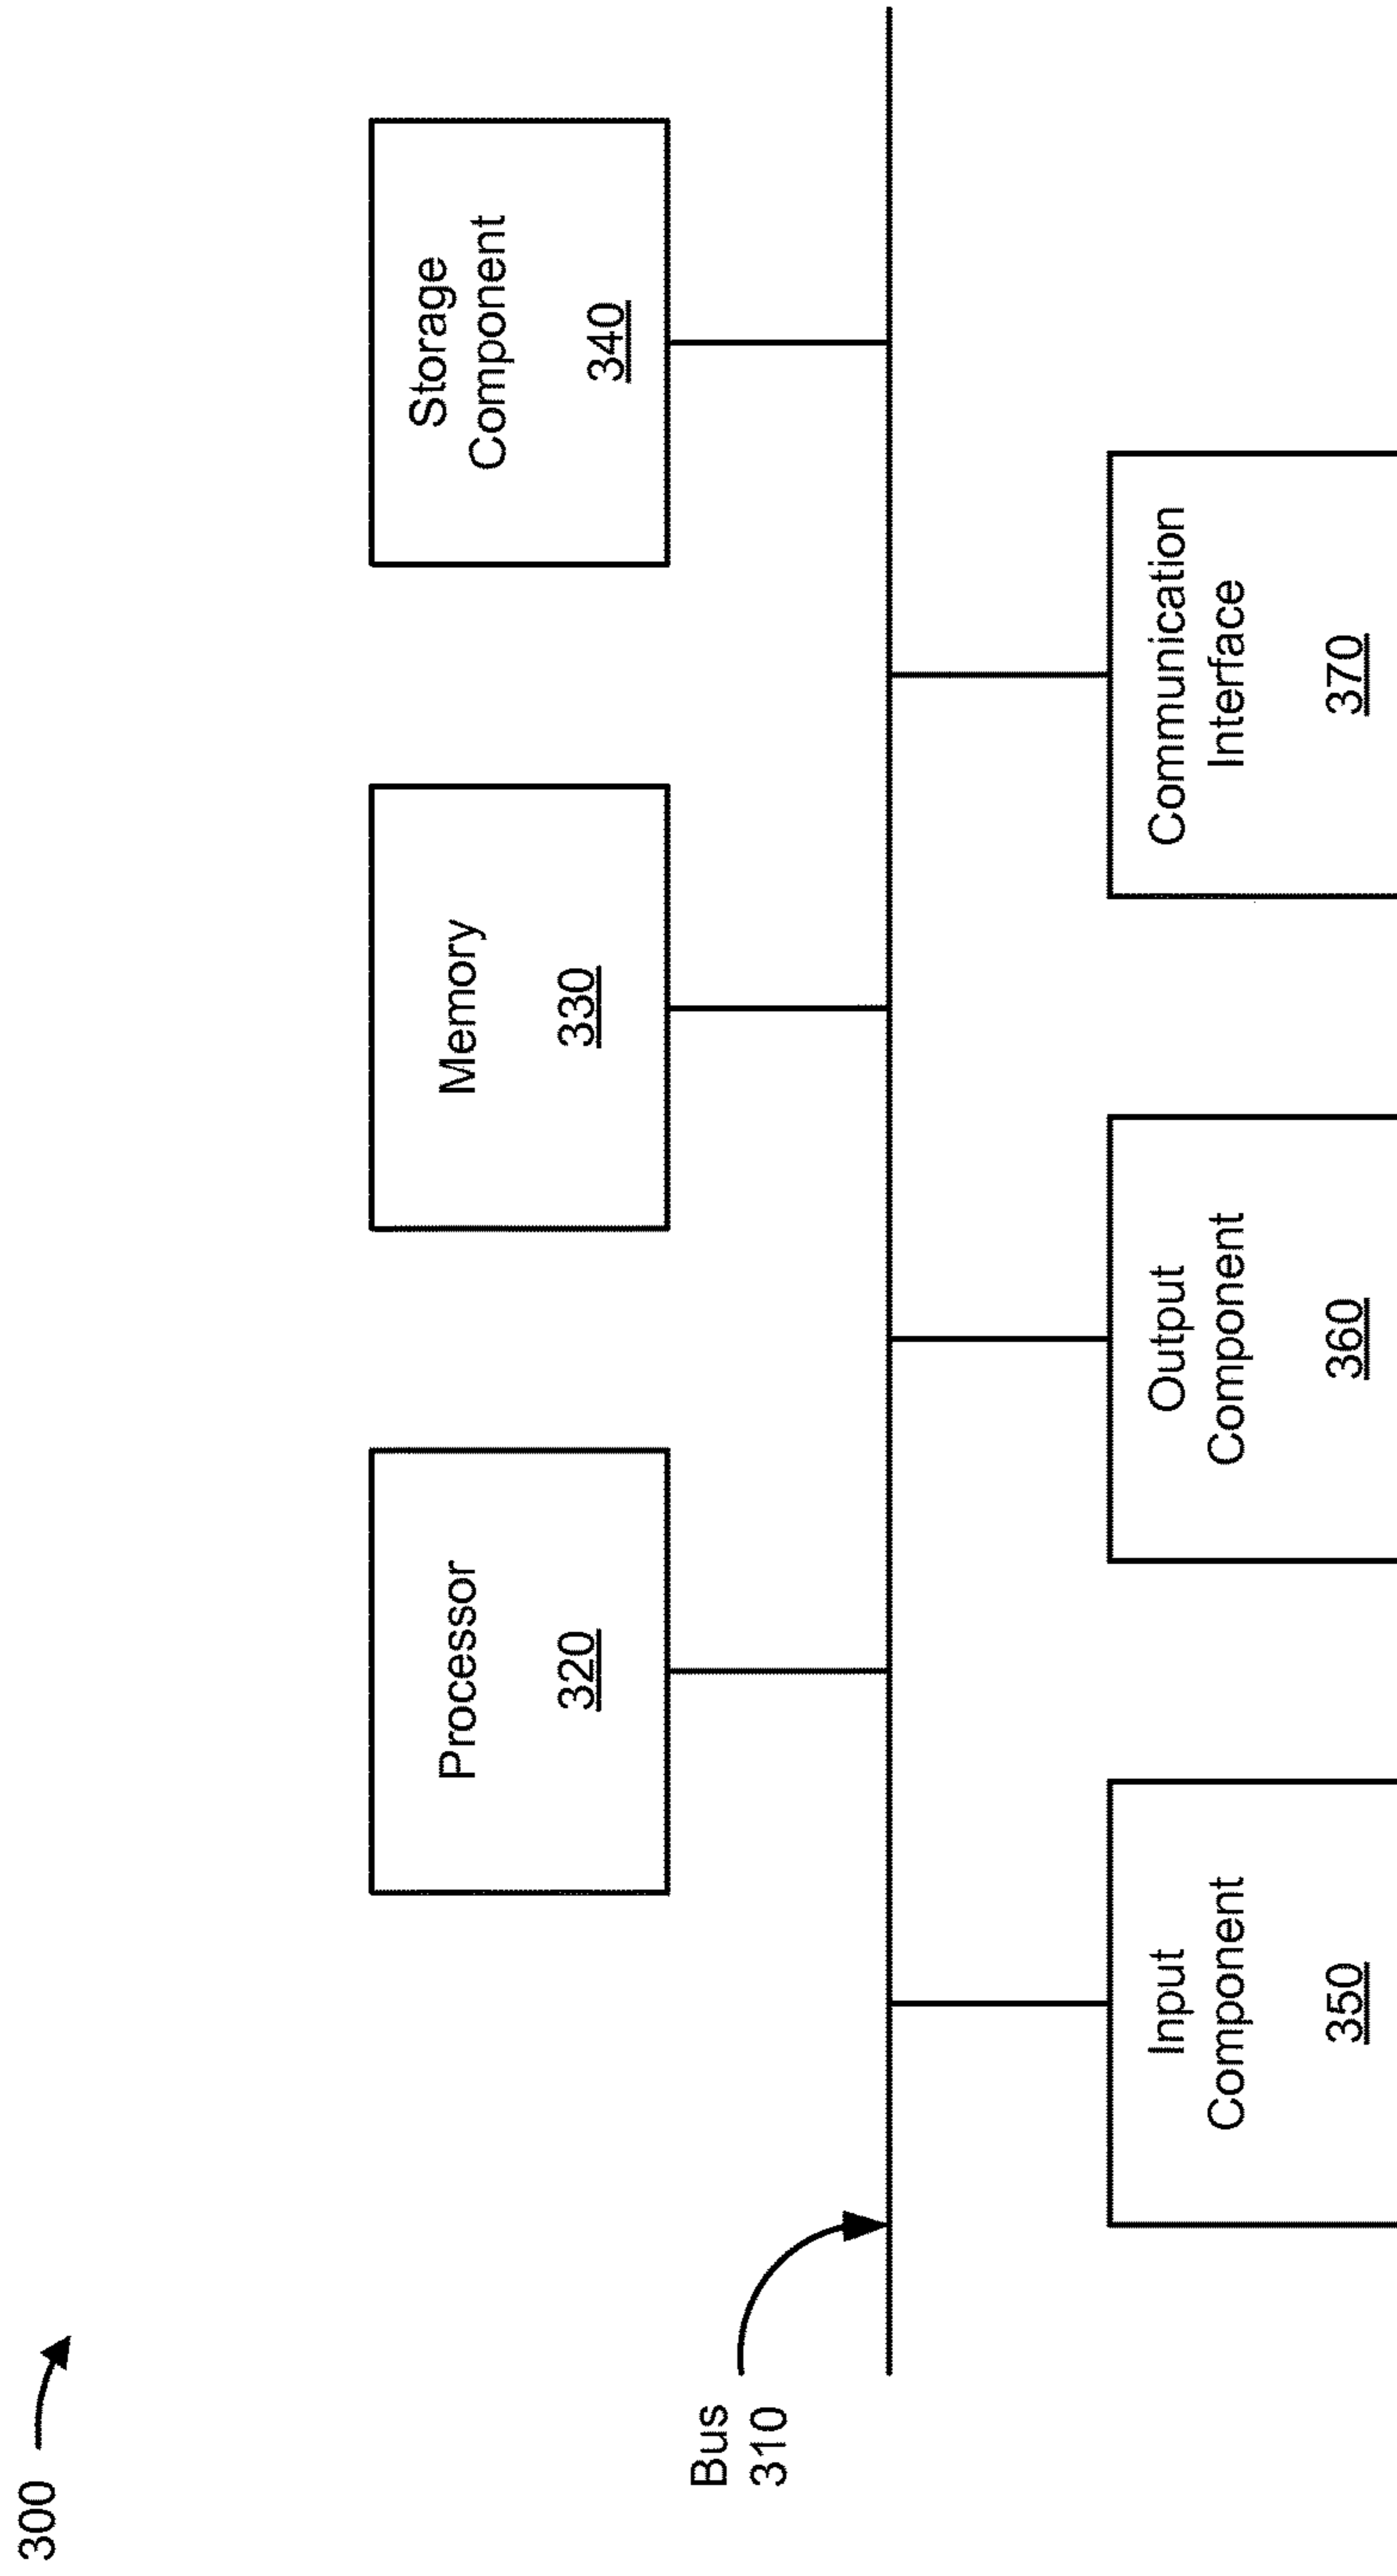 300
Processor
320
Memory
330
Storage
Component
340
Bus
310
Input
Component
350
Output
Component
360
Communication
Interface
370